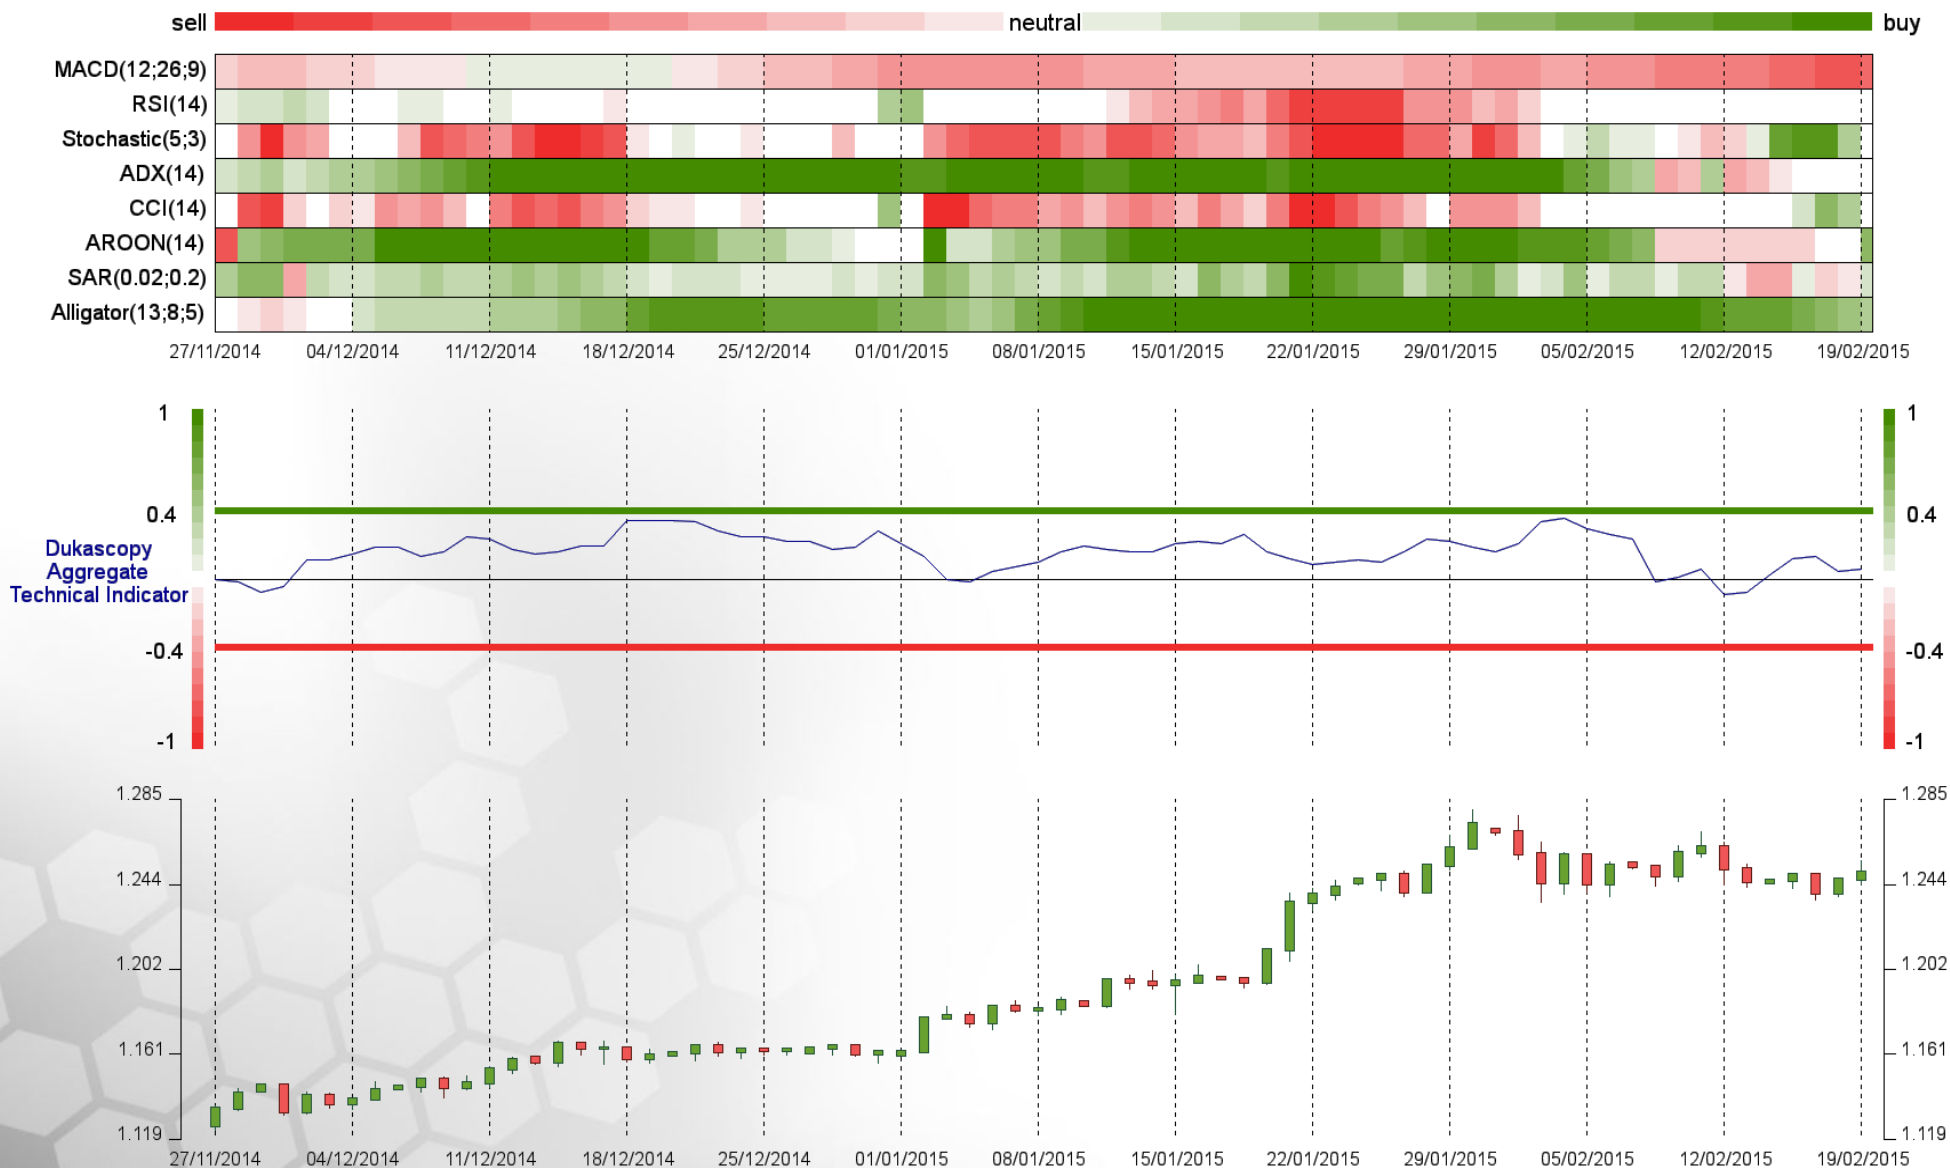 sell neutral buy
MACD(12;26;9)
RSI(14)
Stochastic(5;3)
ADX(14)
CCI(14)
AROON(14)
SAR(0.02;0.2)
Alligator(13;8;5)
27/11/2014 04/12/2014 11/12/2014 18/12/2014 25/12/2014 01/01/2015 08/01/2015 15/01/2015 22/01/2015 29/01/2015 05/02/2015 12/02/2015 19/02/2015
1 1
0.4 0.4
Dukascopy
Aggregate
Technical Indicator
-0.4 -0.4
-1 -1
1.285 1.285
1.244 1.244
1.202 1.202
1.161 1.161
1.119 1.119
27/11/2014 04/12/2014 11/12/2014 18/12/2014 25/12/2014 01/01/2015 08/01/2015 15/01/2015 22/01/2015 29/01/2015 05/02/2015 12/02/2015 19/02/2015